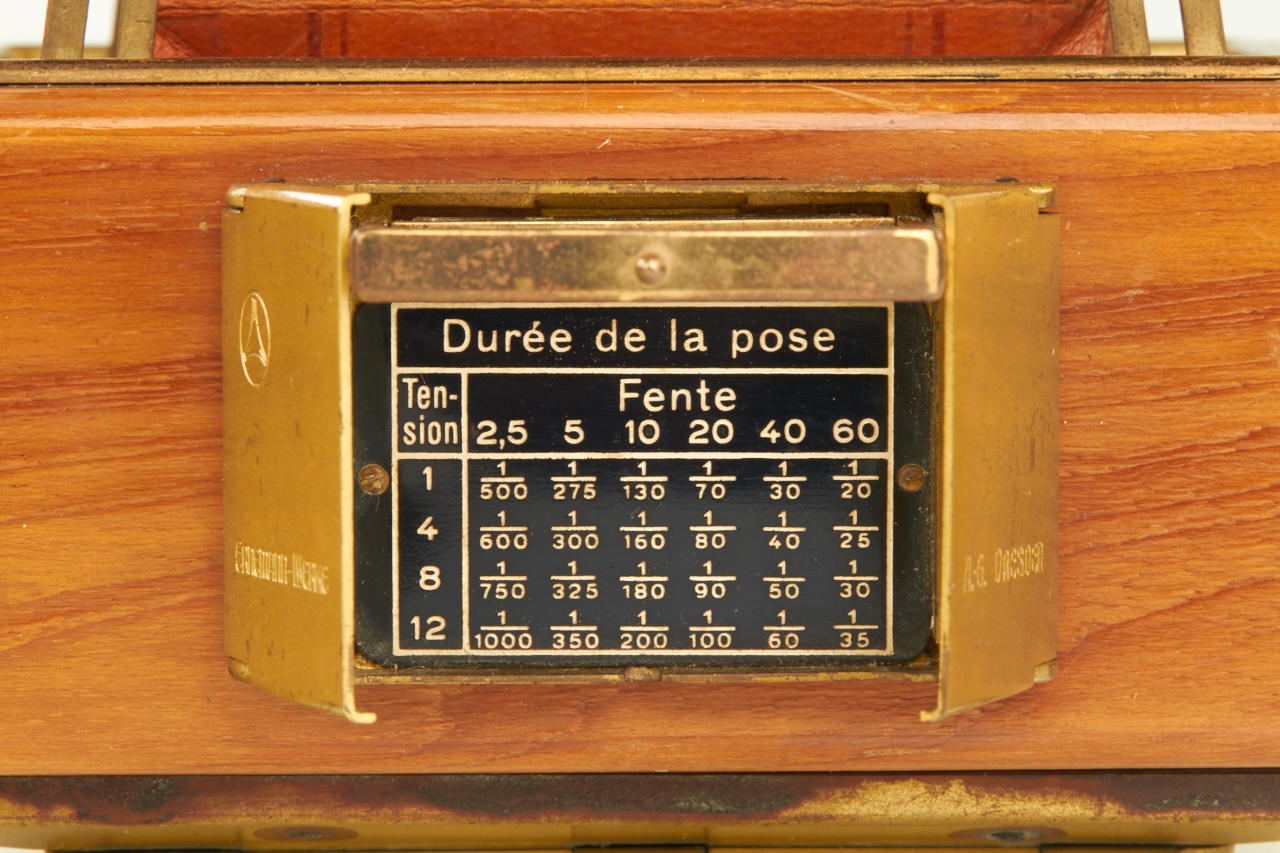 Durée de la pose
Ten-
sion
Fente
2,5 5 10 20 40 60
1 1/500 1/275 1/130 1/70 1/30 1/20
4 1/600 1/300 1/160 1/80 1/40 1/25
8 1/750 1/325 1/180 1/90 1/50 1/30
12 1/1000 1/350 1/200 1/100 1/60 1/35
ERNEMANN-WERKE
A.-G. DRESDEN